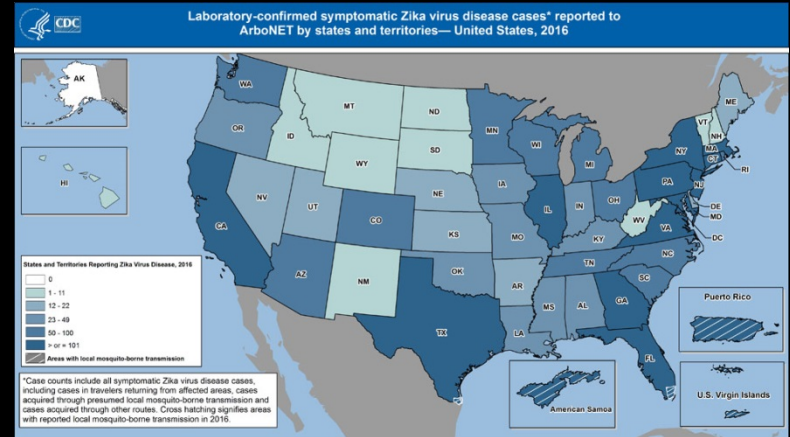 CDC
Laboratory-confirmed symptomatic Zika virus disease cases* reported to
ArboNET by states and territories— United States, 2016
AK
HI
WA
OR
CA
NV
ID
MT
WY
UT
AZ
CO
NM
ND
SD
NE
KS
OK
TX
MN
IA
MO
AR
LA
WI
IL
MI
IN
OH
KY
TN
MS
AL
GA
FL
SC
NC
VA
WV
PA
NY
VT
NH
ME
MA
CT
RI
NJ
DE
MD
DC
States and Territories Reporting Zika Virus Disease, 2016
0
1 - 11
12 - 22
23 - 49
50 - 100
> or = 101
Areas with local mosquito-borne transmission
*Case counts include all symptomatic Zika virus disease cases,
including cases in travelers returning from affected areas, cases
acquired through presumed local mosquito-borne transmission and
cases acquired through other routes. Cross hatching signifies areas
with reported local mosquito-borne transmission in 2016.
American Samoa
Puerto Rico
U.S. Virgin Islands